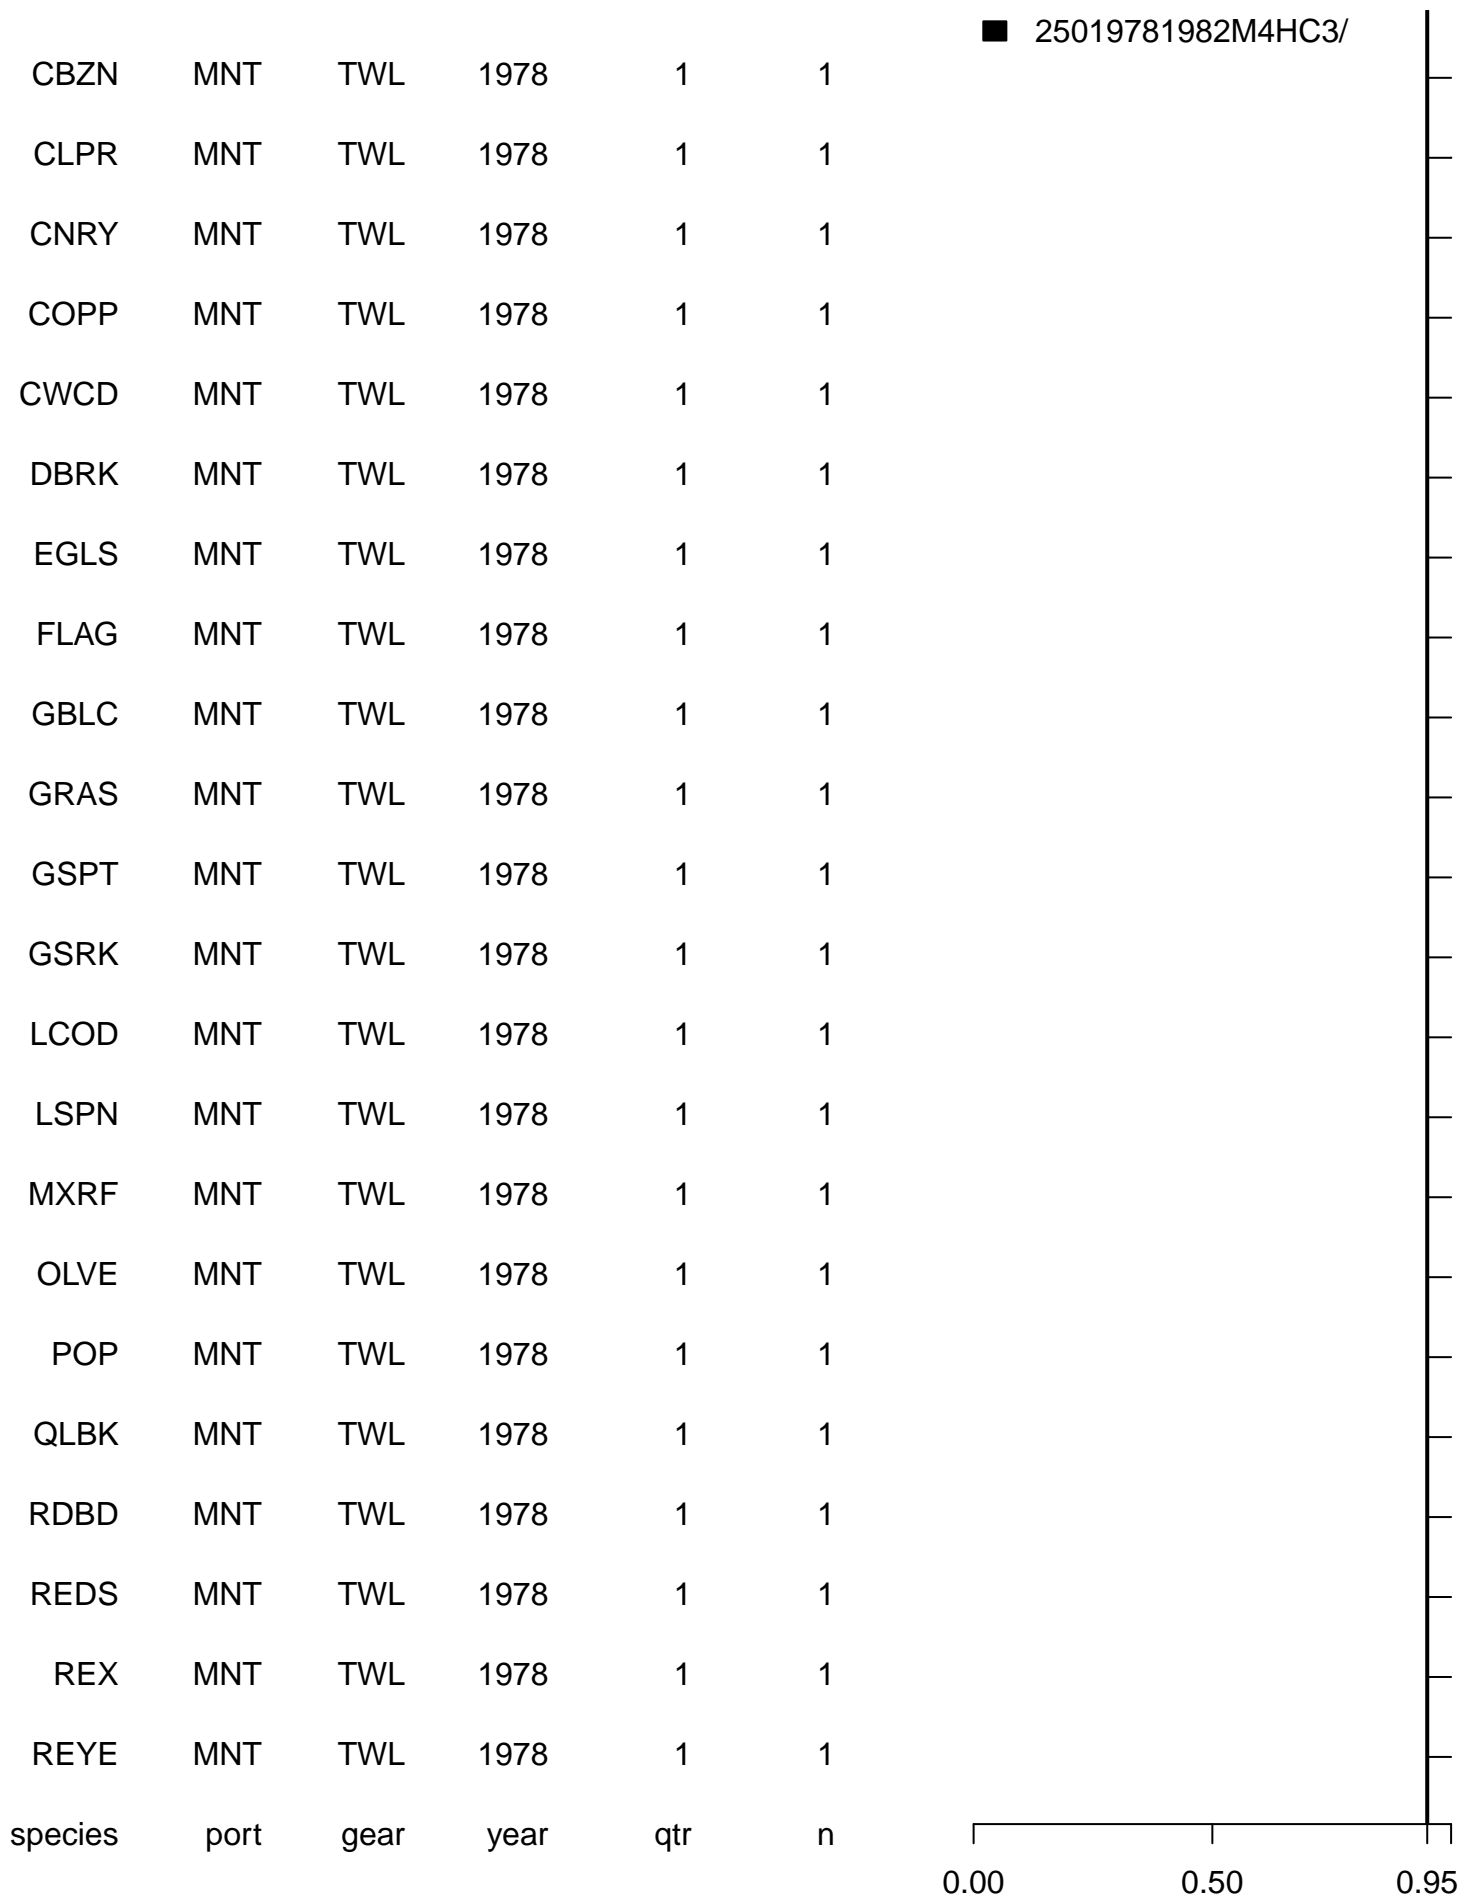 25019781982M4HC3/
CBZN MNT TWL 1978 1 1
CLPR MNT TWL 1978 1 1
CNRY MNT TWL 1978 1 1
COPP MNT TWL 1978 1 1
CWCD MNT TWL 1978 1 1
DBRK MNT TWL 1978 1 1
EGLS MNT TWL 1978 1 1
FLAG MNT TWL 1978 1 1
GBLC MNT TWL 1978 1 1
GRAS MNT TWL 1978 1 1
GSPT MNT TWL 1978 1 1
GSRK MNT TWL 1978 1 1
LCOD MNT TWL 1978 1 1
LSPN MNT TWL 1978 1 1
MXRF MNT TWL 1978 1 1
OLVE MNT TWL 1978 1 1
POP MNT TWL 1978 1 1
QLBK MNT TWL 1978 1 1
RDBD MNT TWL 1978 1 1
REDS MNT TWL 1978 1 1
REX MNT TWL 1978 1 1
REYE MNT TWL 1978 1 1
species port gear year qtr n
0.00 0.50 0.95